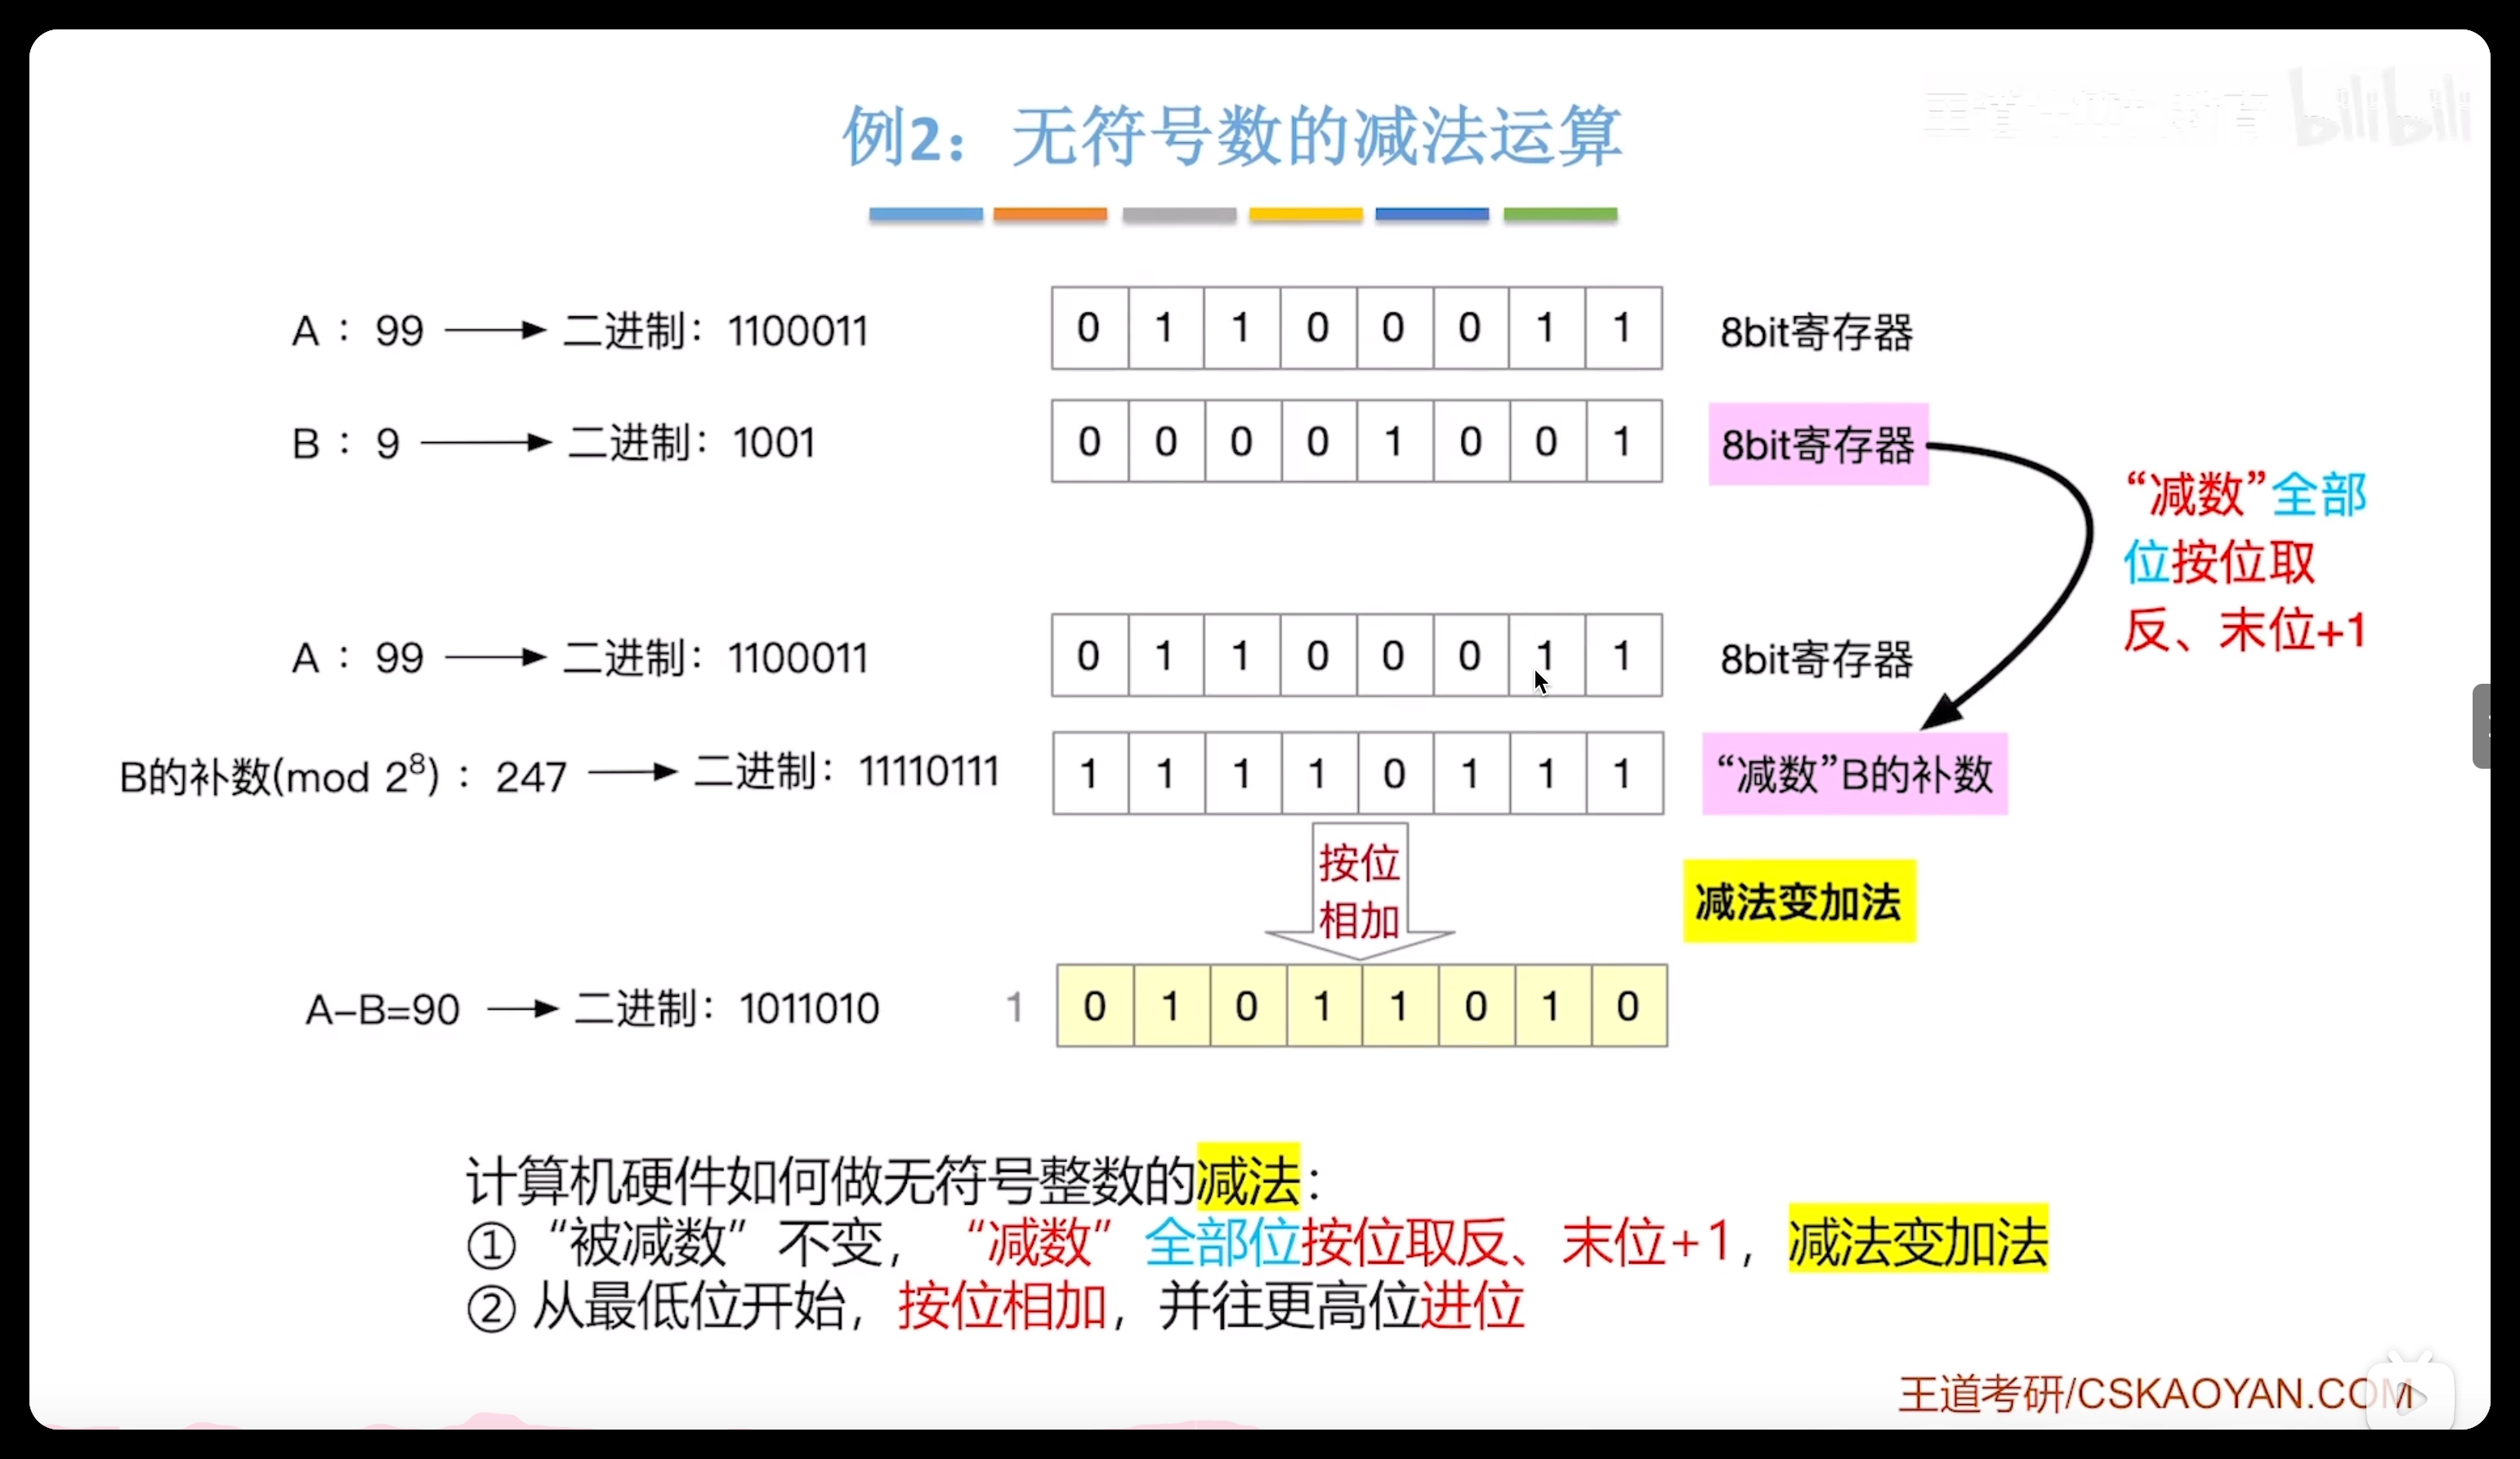 例2：无符号数的减法运算
bilibili
A：99 → 二进制：1100011 0 1 1 0 0 0 1 1 8bit寄存器
B：9 → 二进制：1001 0 0 0 0 1 0 0 1 8bit寄存器
“减数”全部
位按位取
反、末位+1
A：99 → 二进制：1100011 0 1 1 0 0 0 1 1 8bit寄存器
B的补数(mod 2⁸)：247 → 二进制：11110111 1 1 1 1 0 1 1 1 “减数”B的补数
按位
相加
减法变加法
A–B=90 → 二进制：1011010 1 0 1 0 1 1 0 1 0
计算机硬件如何做无符号整数的减法：
① “被减数”不变，“减数”全部位按位取反、末位+1，减法变加法
② 从最低位开始，按位相加，并往更高位进位
王道考研/CSKAOYAN.COM